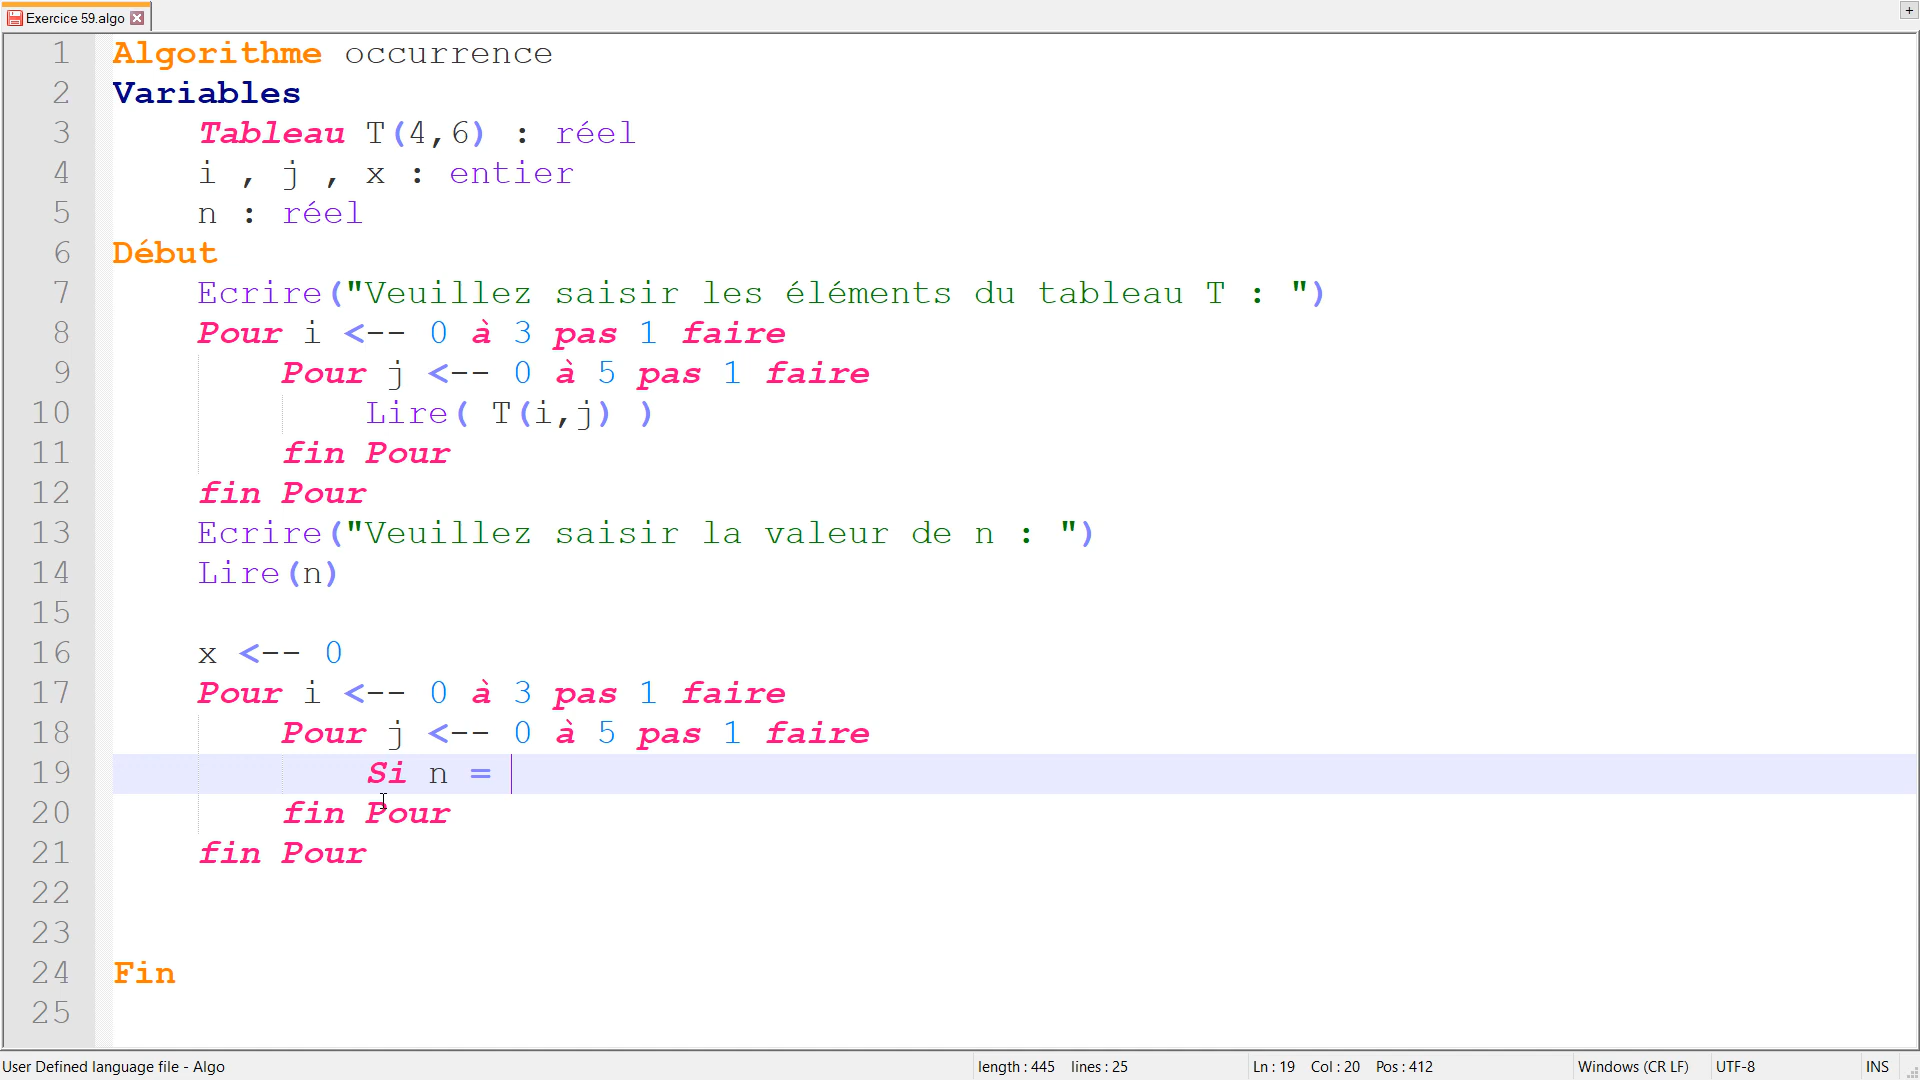 Exercice 59.algo
+
1 Algorithme occurrence
2 Variables
3 Tableau T(4,6) : réel
4 i , j , x : entier
5 n : réel
6 Début
7 Ecrire("Veuillez saisir les éléments du tableau T : ")
8 Pour i <-- 0 à 3 pas 1 faire
9 Pour j <-- 0 à 5 pas 1 faire
10 Lire( T(i,j) )
11 fin Pour
12 fin Pour
13 Ecrire("Veuillez saisir la valeur de n : ")
14 Lire(n)
15
16 x <-- 0
17 Pour i <-- 0 à 3 pas 1 faire
18 Pour j <-- 0 à 5 pas 1 faire
19 Si n =
20 fin Pour
21 fin Pour
22
23
24 Fin
25
User Defined language file - Algo length : 445 lines : 25 Ln : 19 Col : 20 Pos : 412 Windows (CR LF) UTF-8 INS